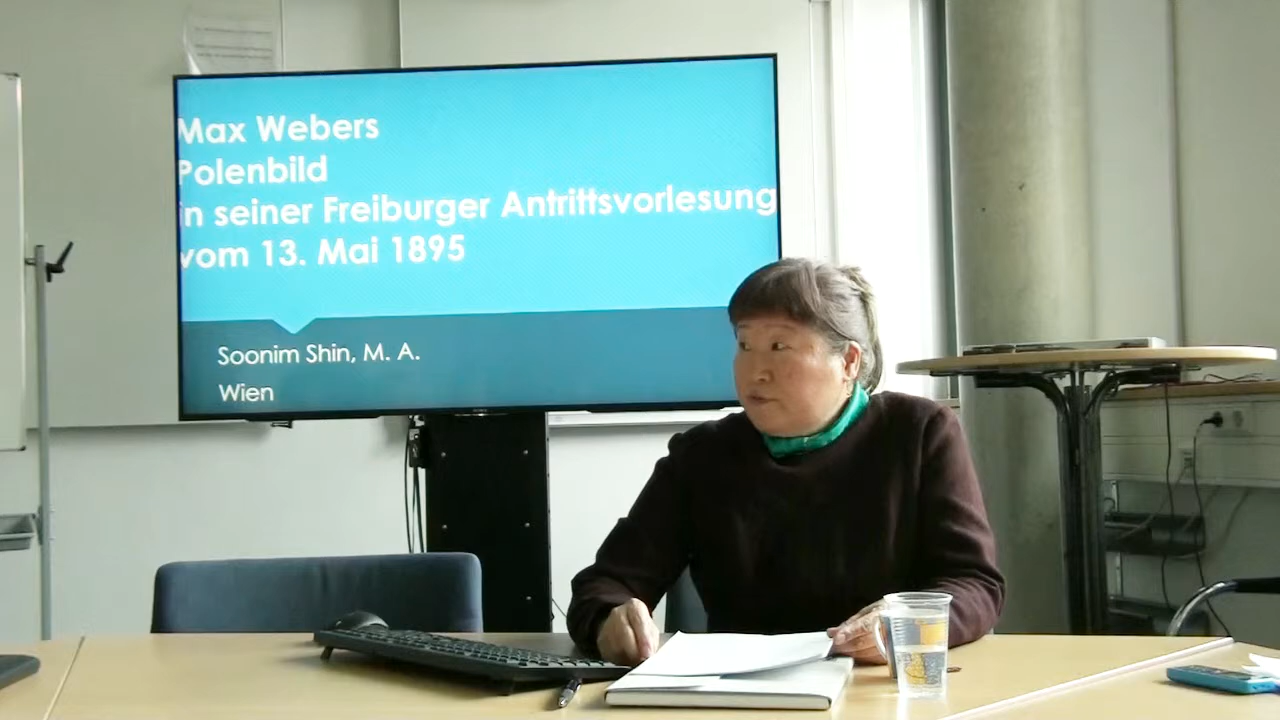 Max Webers
Polenbild
in seiner Freiburger Antrittsvorlesung
vom 13. Mai 1895
Soonim Shin, M. A.
Wien